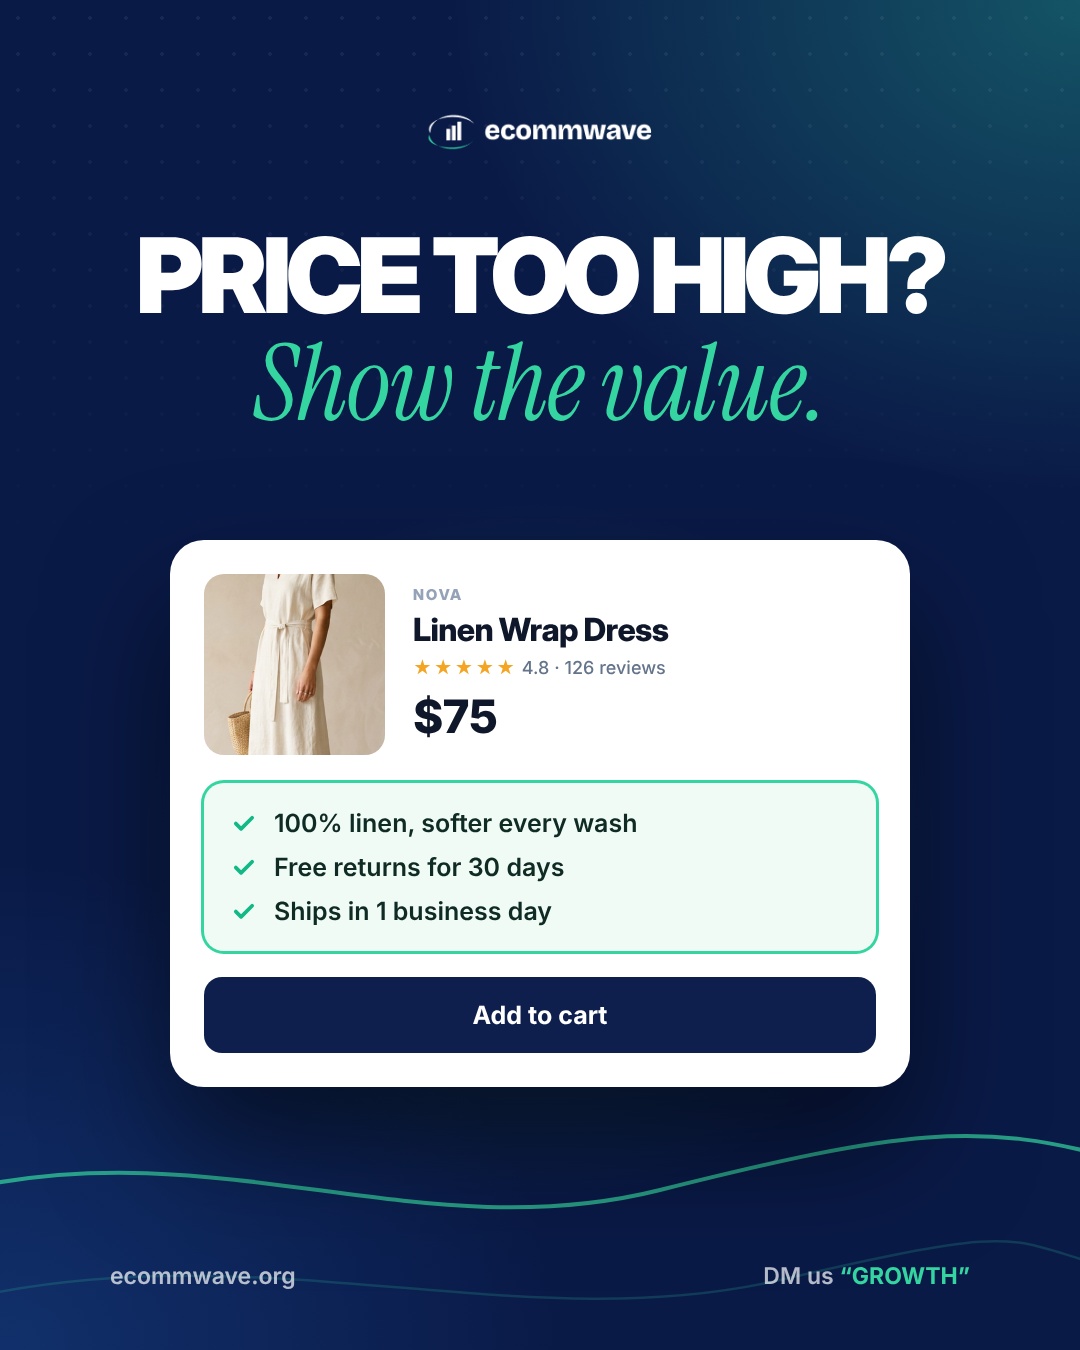 ecommwave
PRICE TOO HIGH?
Show the value.
NOVA
Linen Wrap Dress
★★★★★ 4.8 · 126 reviews
$75
100% linen, softer every wash
Free returns for 30 days
Ships in 1 business day
Add to cart
ecommwave.org
DM us “GROWTH”